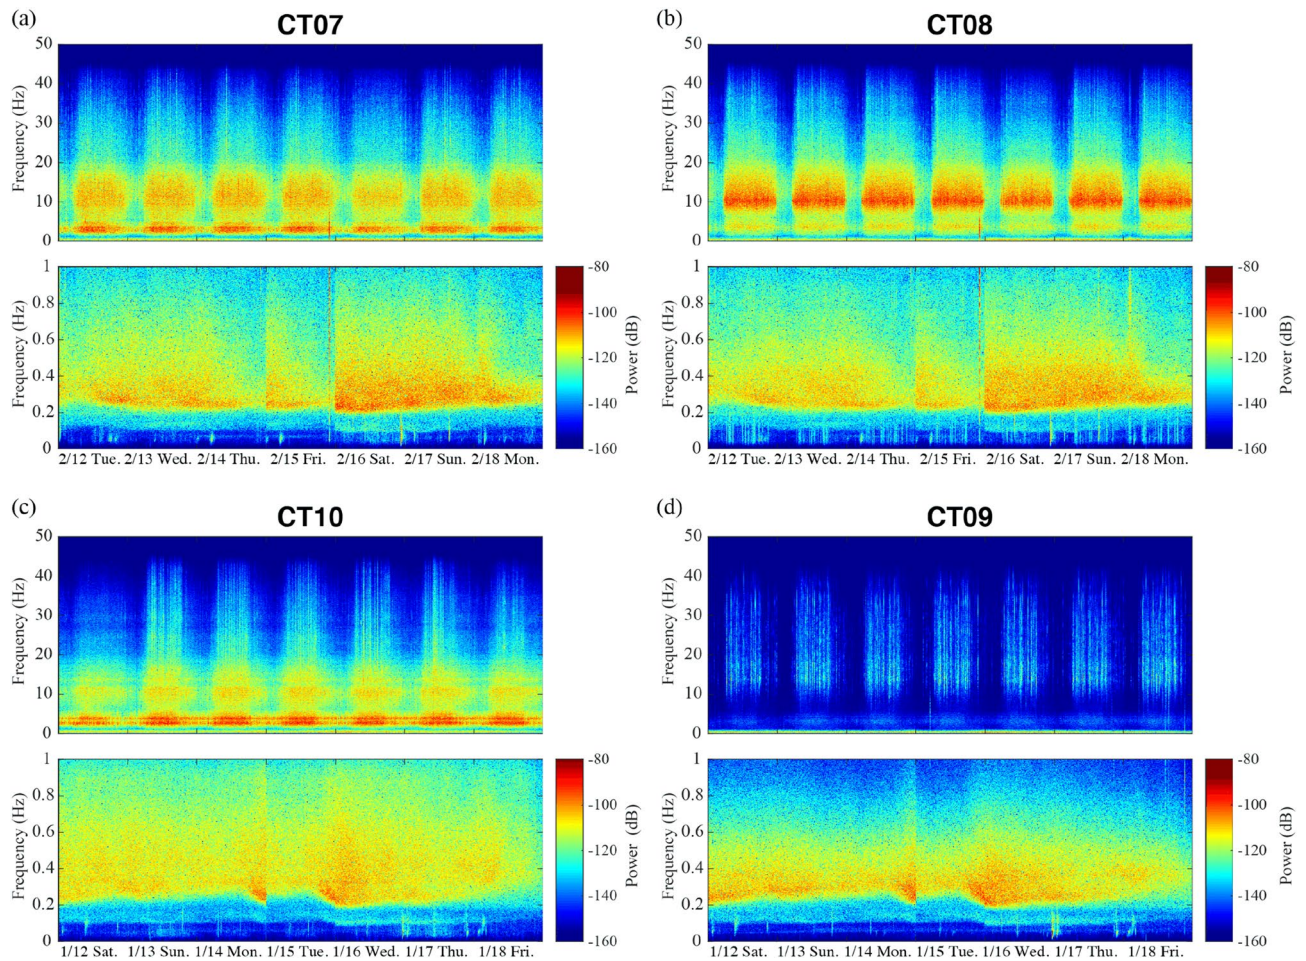 (a)
CT07
50
40
30
20
10
0
Frequency (Hz)
1
0.8
0.6
0.4
0.2
0
Frequency (Hz)
2/12 Tue. 2/13 Wed. 2/14 Thu. 2/15 Fri. 2/16 Sat. 2/17 Sun. 2/18 Mon.
-80
-100
-120
-140
-160
Power (dB)
(b)
CT08
50
40
30
20
10
0
Frequency (Hz)
1
0.8
0.6
0.4
0.2
0
Frequency (Hz)
2/12 Tue. 2/13 Wed. 2/14 Thu. 2/15 Fri. 2/16 Sat. 2/17 Sun. 2/18 Mon.
-80
-100
-120
-140
-160
Power (dB)
(c)
CT10
50
40
30
20
10
0
Frequency (Hz)
1
0.8
0.6
0.4
0.2
0
Frequency (Hz)
1/12 Sat. 1/13 Sun. 1/14 Mon. 1/15 Tue. 1/16 Wed. 1/17 Thu. 1/18 Fri.
-80
-100
-120
-140
-160
Power (dB)
(d)
CT09
50
40
30
20
10
0
Frequency (Hz)
1
0.8
0.6
0.4
0.2
0
Frequency (Hz)
1/12 Sat. 1/13 Sun. 1/14 Mon. 1/15 Tue. 1/16 Wed. 1/17 Thu. 1/18 Fri.
-80
-100
-120
-140
-160
Power (dB)